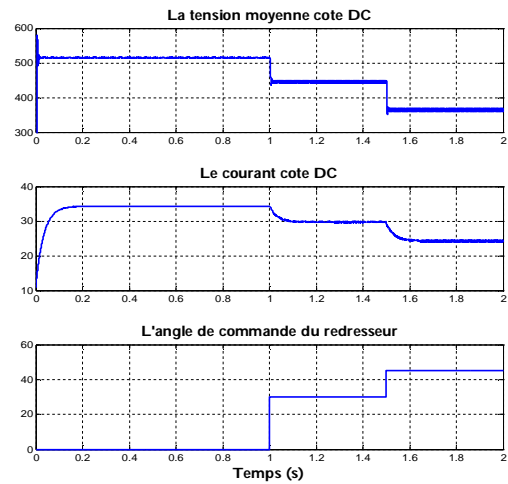 La tension moyenne cote DC
600
500
400
300
0 0.2 0.4 0.6 0.8 1 1.2 1.4 1.6 1.8 2
Le courant cote DC
40
30
20
10
0 0.2 0.4 0.6 0.8 1 1.2 1.4 1.6 1.8 2
L'angle de commande du redresseur
60
40
20
0
0 0.2 0.4 0.6 0.8 1 1.2 1.4 1.6 1.8 2
Temps (s)